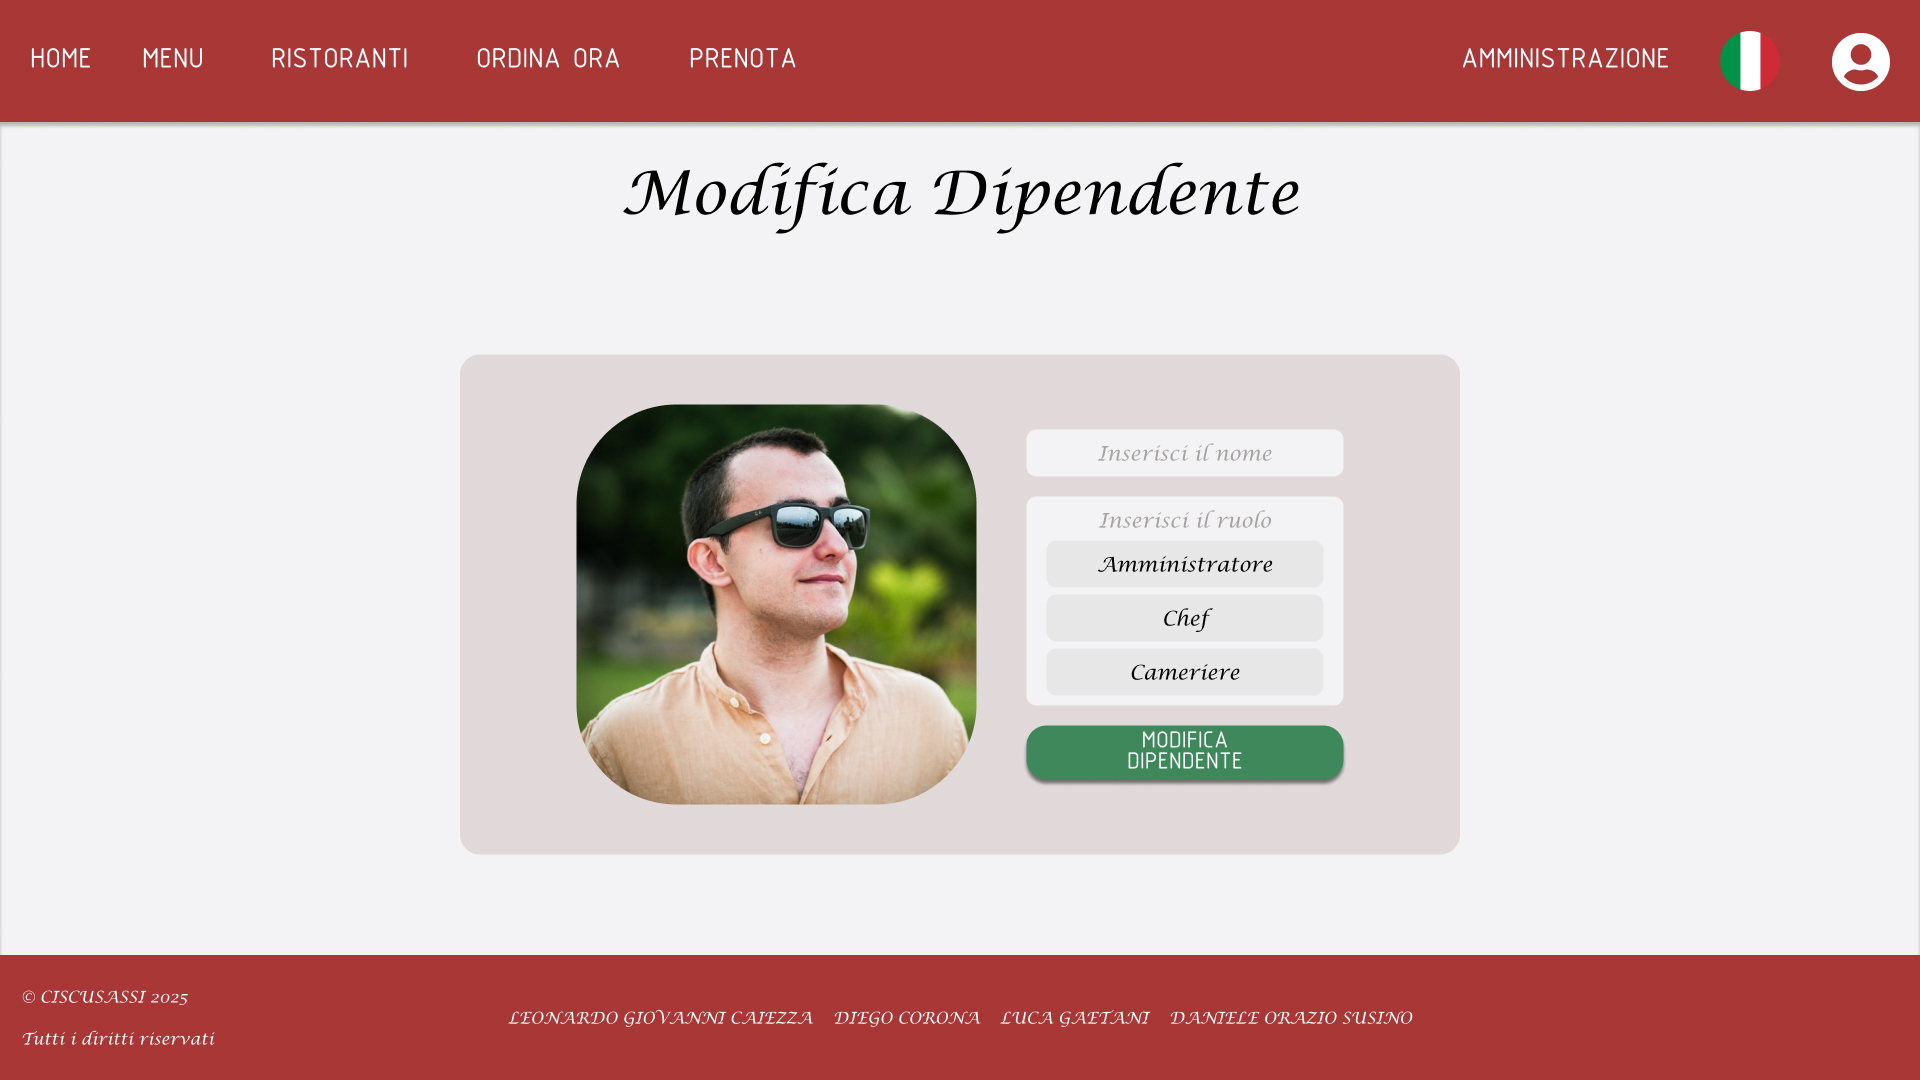 HOME MENU RISTORANTI ORDINA ORA PRENOTA AMMINISTRAZIONE
Modifica Dipendente
Inserisci il nome
Inserisci il ruolo
Amministratore
Chef
Cameriere
MODIFICA
DIPENDENTE
© CISCUSASSI 2025
Tutti i diritti riservati
LEONARDO GIOVANNI CAIEZZA DIEGO CORONA LUCA GAETANI DANIELE ORAZIO SUSINO